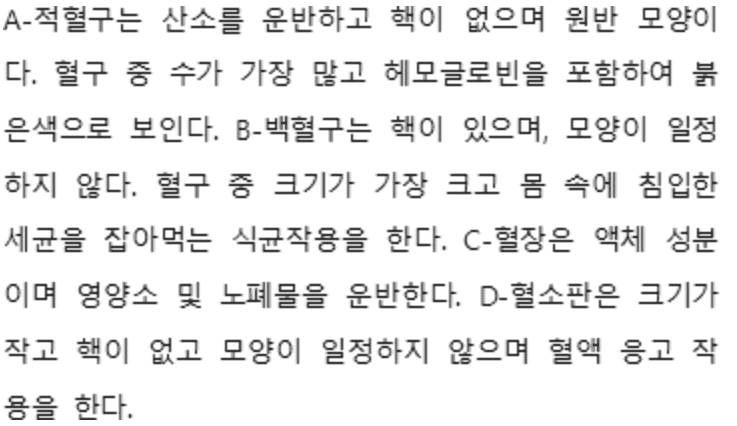 A-적혈구는 산소를 운반하고 핵이 없으며 원반 모양이
다. 혈구 중 수가 가장 많고 헤모글로빈을 포함하여 붉
은색으로 보인다. B-백혈구는 핵이 있으며, 모양이 일정
하지 않다. 혈구 중 크기가 가장 크고 몸 속에 침입한
세균을 잡아먹는 식균작용을 한다. C-혈장은 액체 성분
이며 영양소 및 노폐물을 운반한다. D-혈소판은 크기가
작고 핵이 없고 모양이 일정하지 않으며 혈액 응고 작
용을 한다.